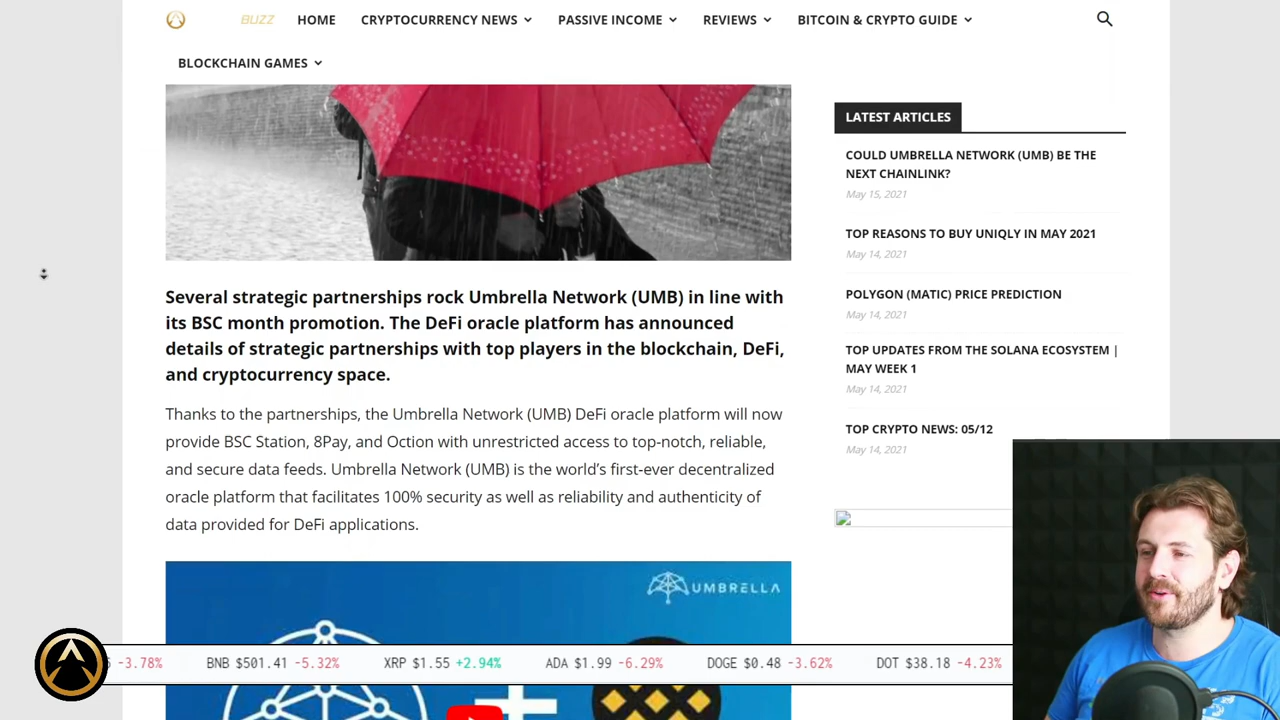 BUZZ
HOME
CRYPTOCURRENCY NEWS
PASSIVE INCOME
REVIEWS
BITCOIN & CRYPTO GUIDE
BLOCKCHAIN GAMES
Several strategic partnerships rock Umbrella Network (UMB) in line with
its BSC month promotion. The DeFi oracle platform has announced
details of strategic partnerships with top players in the blockchain, DeFi,
and cryptocurrency space.
Thanks to the partnerships, the Umbrella Network (UMB) DeFi oracle platform will now
provide BSC Station, 8Pay, and Oction with unrestricted access to top-notch, reliable,
and secure data feeds. Umbrella Network (UMB) is the world's first-ever decentralized
oracle platform that facilitates 100% security as well as reliability and authenticity of
data provided for DeFi applications.
UMBRELLA
LATEST ARTICLES
COULD UMBRELLA NETWORK (UMB) BE THE
NEXT CHAINLINK?
May 15, 2021
TOP REASONS TO BUY UNIQLY IN MAY 2021
May 14, 2021
POLYGON (MATIC) PRICE PREDICTION
May 14, 2021
TOP UPDATES FROM THE SOLANA ECOSYSTEM |
MAY WEEK 1
May 14, 2021
TOP CRYPTO NEWS: 05/12
May 14, 2021
-3.78% BNB $501.41 -5.32% XRP $1.55 +2.94% ADA $1.99 -6.29% DOGE $0.48 -3.62% DOT $38.18 -4.23%